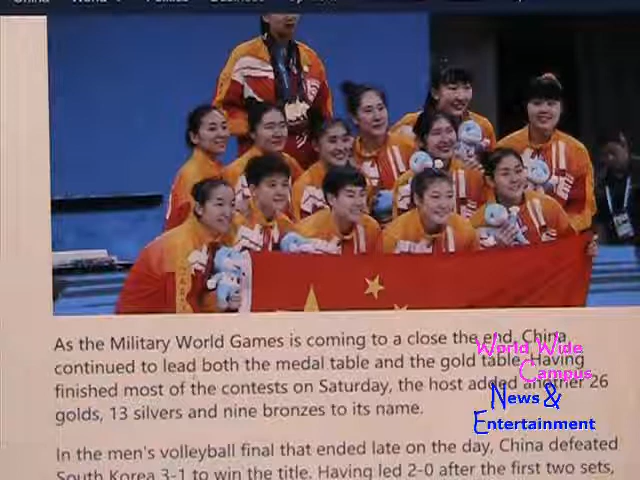 China World Politics Business
As the Military World Games is coming to a close the end, China
continued to lead both the medal table and the gold table. Having
finished most of the contests on Saturday, the host added another 26
golds, 13 silvers and nine bronzes to its name.
In the men's volleyball final that ended late on the day, China defeated
South Korea 3-1 to win the title. Having led 2-0 after the first two sets,
World Wide
Campus
News &
Entertainment